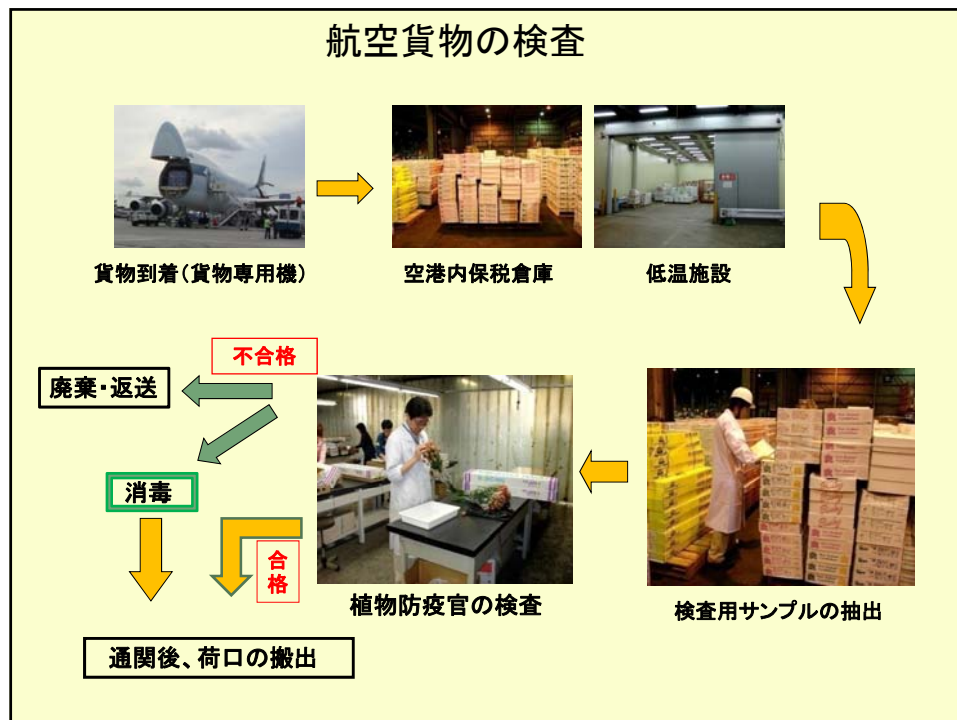 航空貨物の検査
貨物到着(貨物専用機)
空港内保税倉庫
低温施設
不合格
廃棄・返送
消毒
合格
植物防疫官の検査
検査用サンプルの抽出
通関後、荷口の搬出